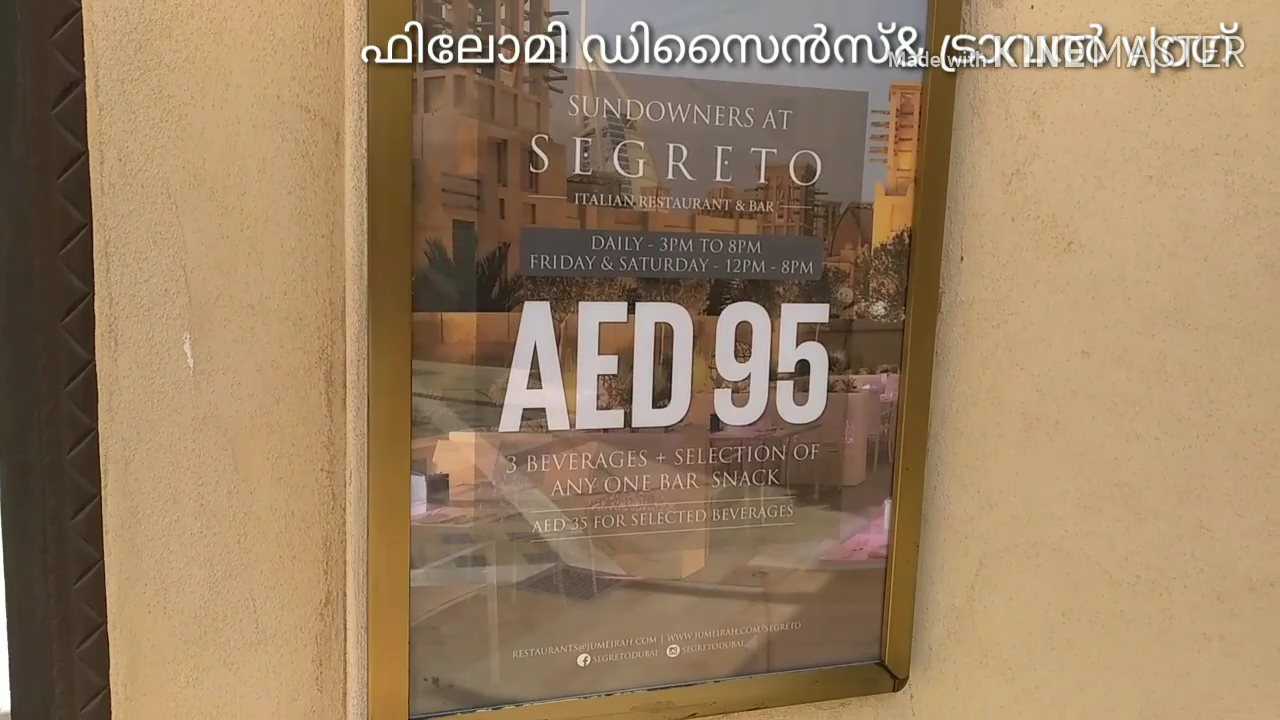 ഫിലോമി ഡിസൈൻസ്& ട്രാവൽ
Made with KINEMASTER
SUNDOWNERS AT
SEGRETO
ITALIAN RESTAURANT & BAR
DAILY - 3PM TO 8PM
FRIDAY & SATURDAY - 12PM - 8PM
AED 95
3 BEVERAGES + SELECTION OF
ANY ONE BAR SNACK
AED 35 FOR SELECTED BEVERAGES
RESTAURANTS@JUMEIRAH.COM | WWW.JUMEIRAH.COM/SEGRETO
SEGRETODUBAI SEGRETODUBAI